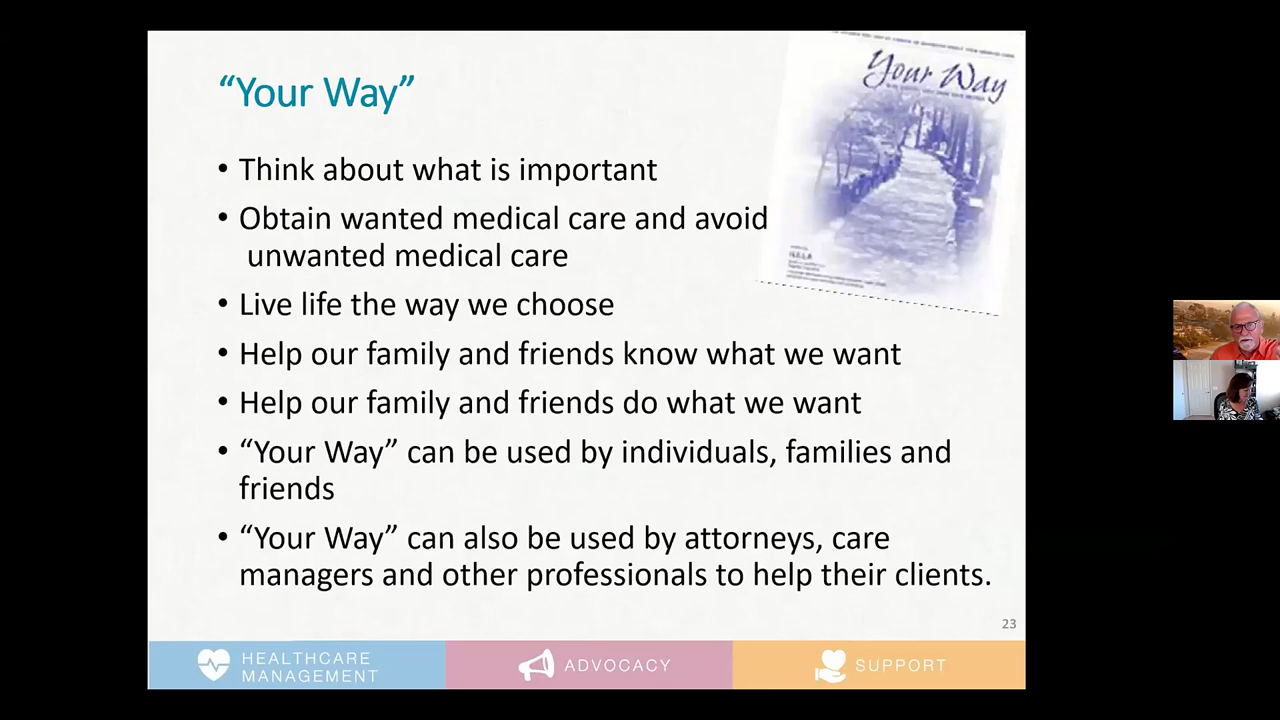 “Your Way”
Your Way
• Think about what is important
• Obtain wanted medical care and avoid
unwanted medical care
• Live life the way we choose
• Help our family and friends know what we want
• Help our family and friends do what we want
• “Your Way” can be used by individuals, families and
friends
• “Your Way” can also be used by attorneys, care
managers and other professionals to help their clients.
23
HEALTHCARE
MANAGEMENT
ADVOCACY
SUPPORT